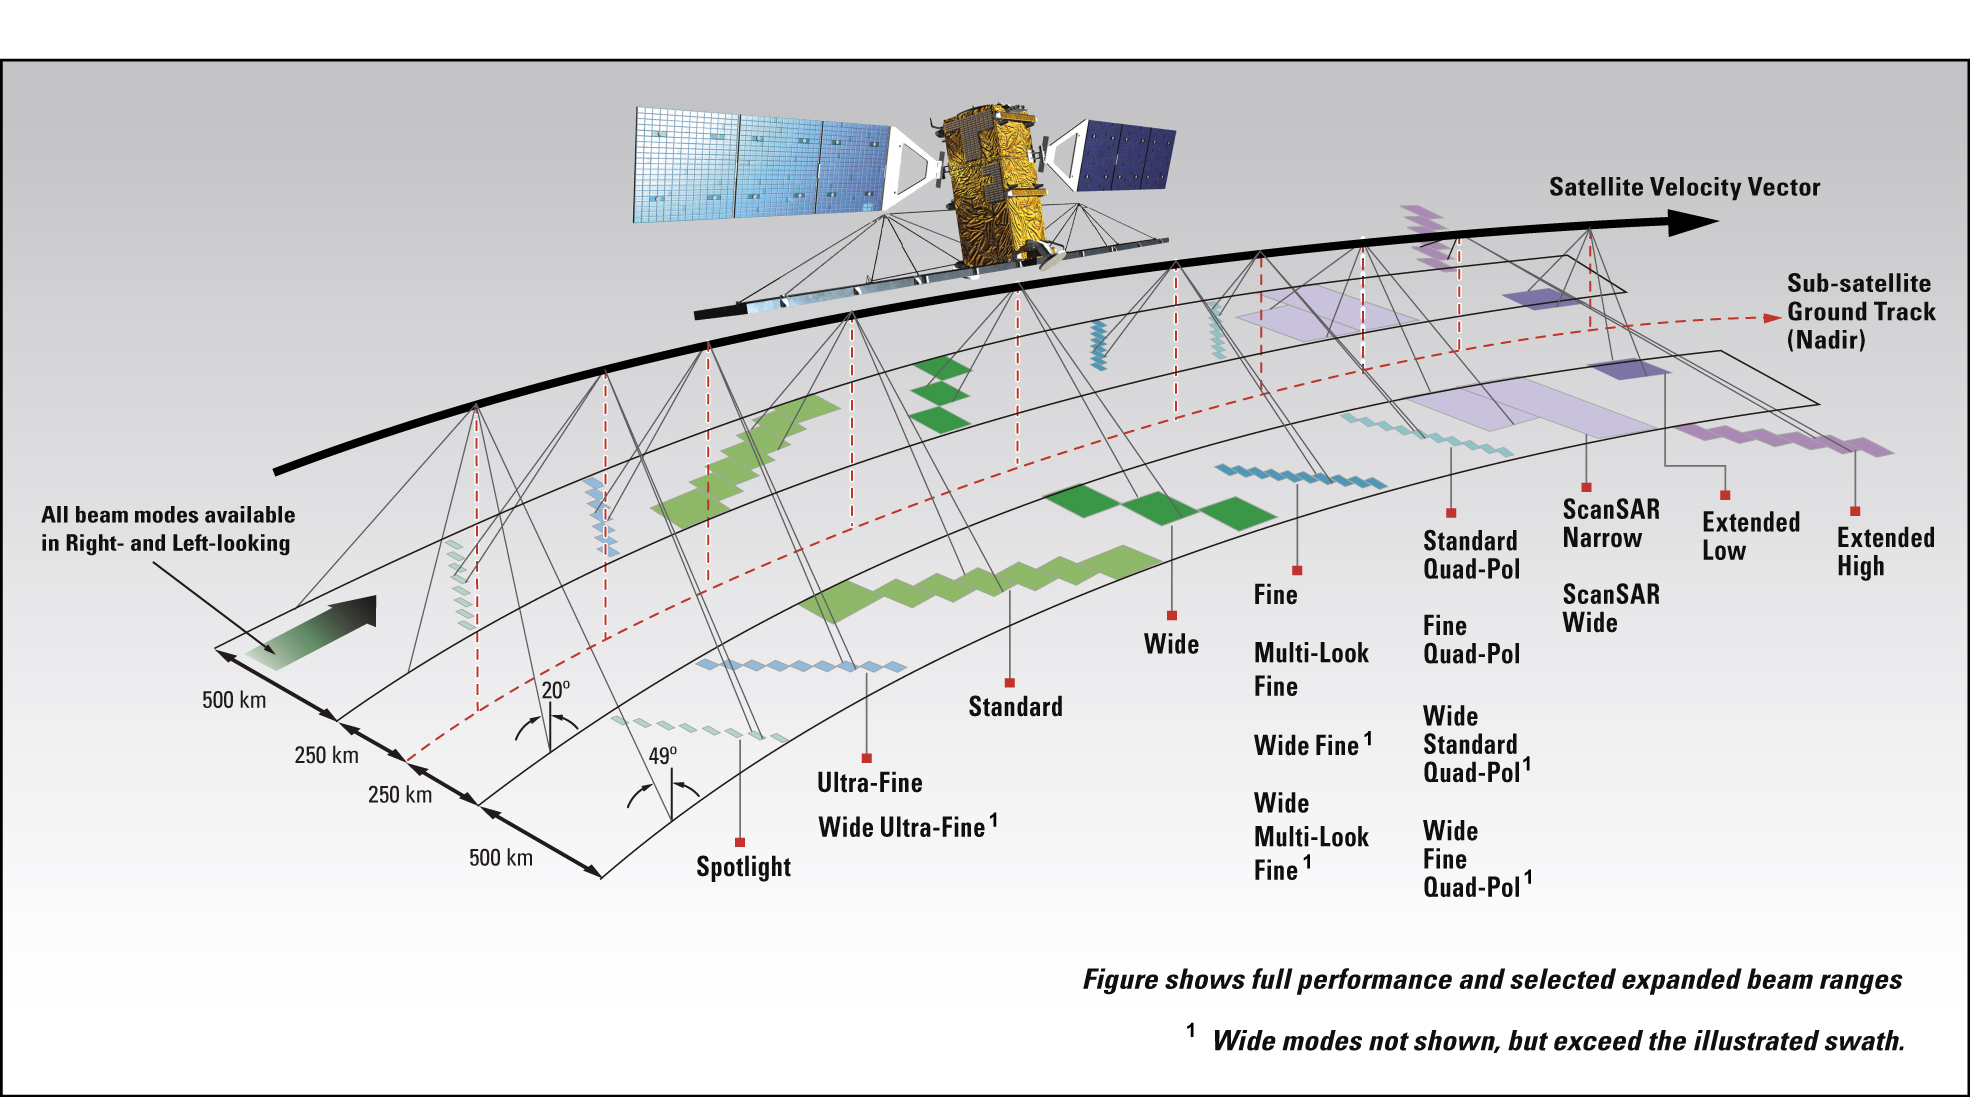 Satellite Velocity Vector
Sub-satellite
Ground Track
(Nadir)
All beam modes available
in Right- and Left-looking
500 km
250 km
250 km
500 km
20º
49º
Spotlight
Ultra-Fine
Wide Ultra-Fine 1
Standard
Wide
Fine
Multi-Look
Fine
Wide Fine 1
Wide
Multi-Look
Fine 1
Standard
Quad-Pol
Fine
Quad-Pol
Wide
Standard
Quad-Pol 1
Wide
Fine
Quad-Pol 1
ScanSAR
Narrow
ScanSAR
Wide
Extended
Low
Extended
High
Figure shows full performance and selected expanded beam ranges
1 Wide modes not shown, but exceed the illustrated swath.